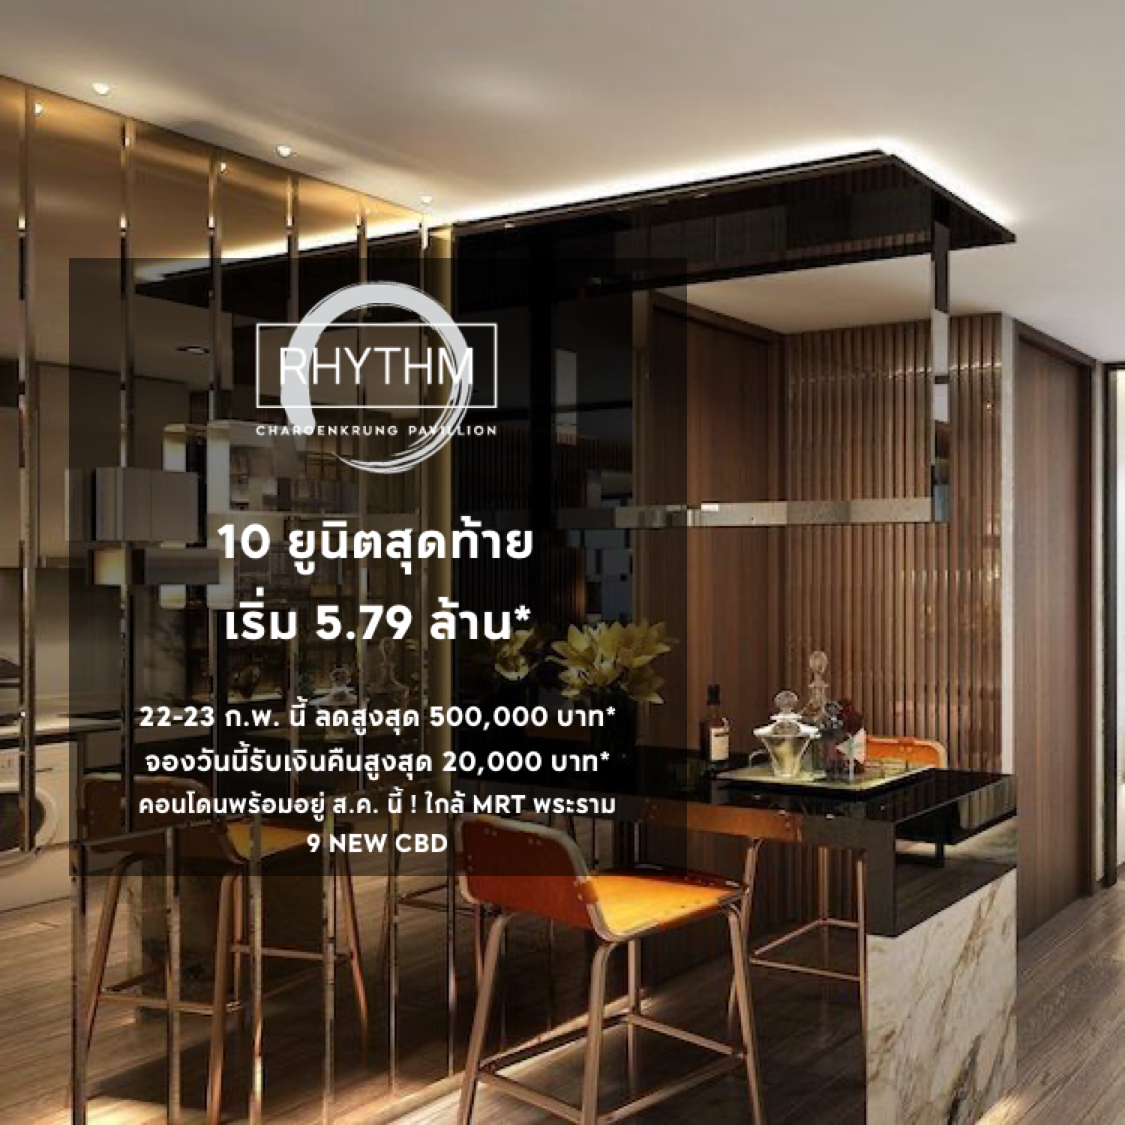 RHYTHM
CHAROENKRUNG PAVILLION
10 ยูนิตสุดท้าย
เริ่ม 5.79 ล้าน*
22-23 ก.พ. นี้ ลดสูงสุด 500,000 บาท*
จองวันนี้รับเงินคืนสูงสุด 20,000 บาท*
คอนโดนพร้อมอยู่ ส.ค. นี้ ! ใกล้ MRT พระราม
9 NEW CBD